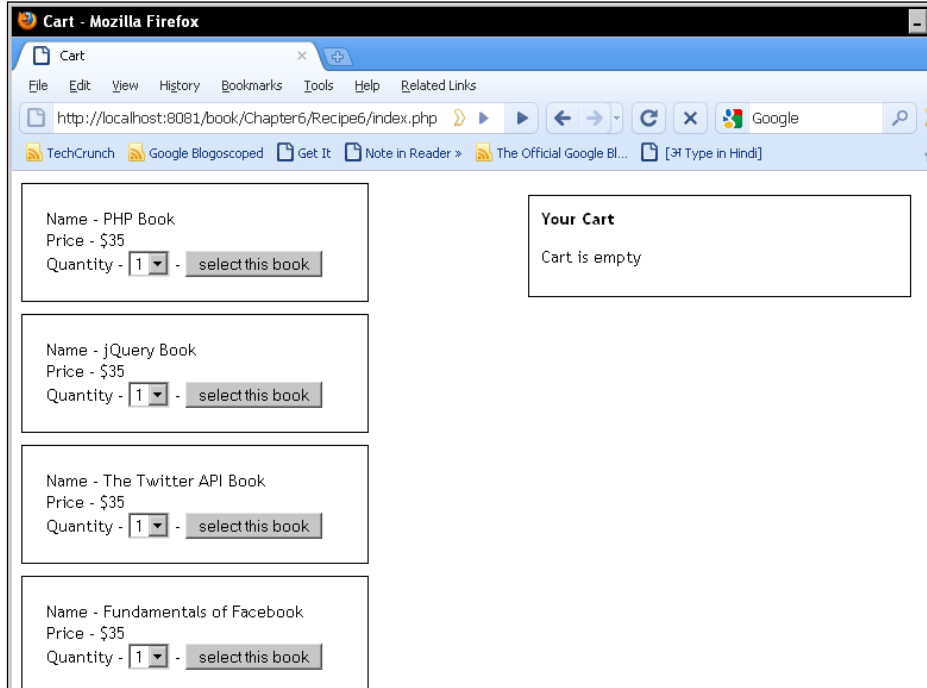 Cart - Mozilla Firefox
Cart
File Edit View History Bookmarks Tools Help Related Links
http://localhost:8081/book/Chapter6/Recipe6/index.php Google
TechCrunch Google Blogoscoped Get It Note in Reader » The Official Google Bl... [अ Type in Hindi]
Name - PHP Book
Price - $35
Quantity - 1 - select this book
Name - jQuery Book
Price - $35
Quantity - 1 - select this book
Name - The Twitter API Book
Price - $35
Quantity - 1 - select this book
Name - Fundamentals of Facebook
Price - $35
Quantity - 1 - select this book
Your Cart
Cart is empty